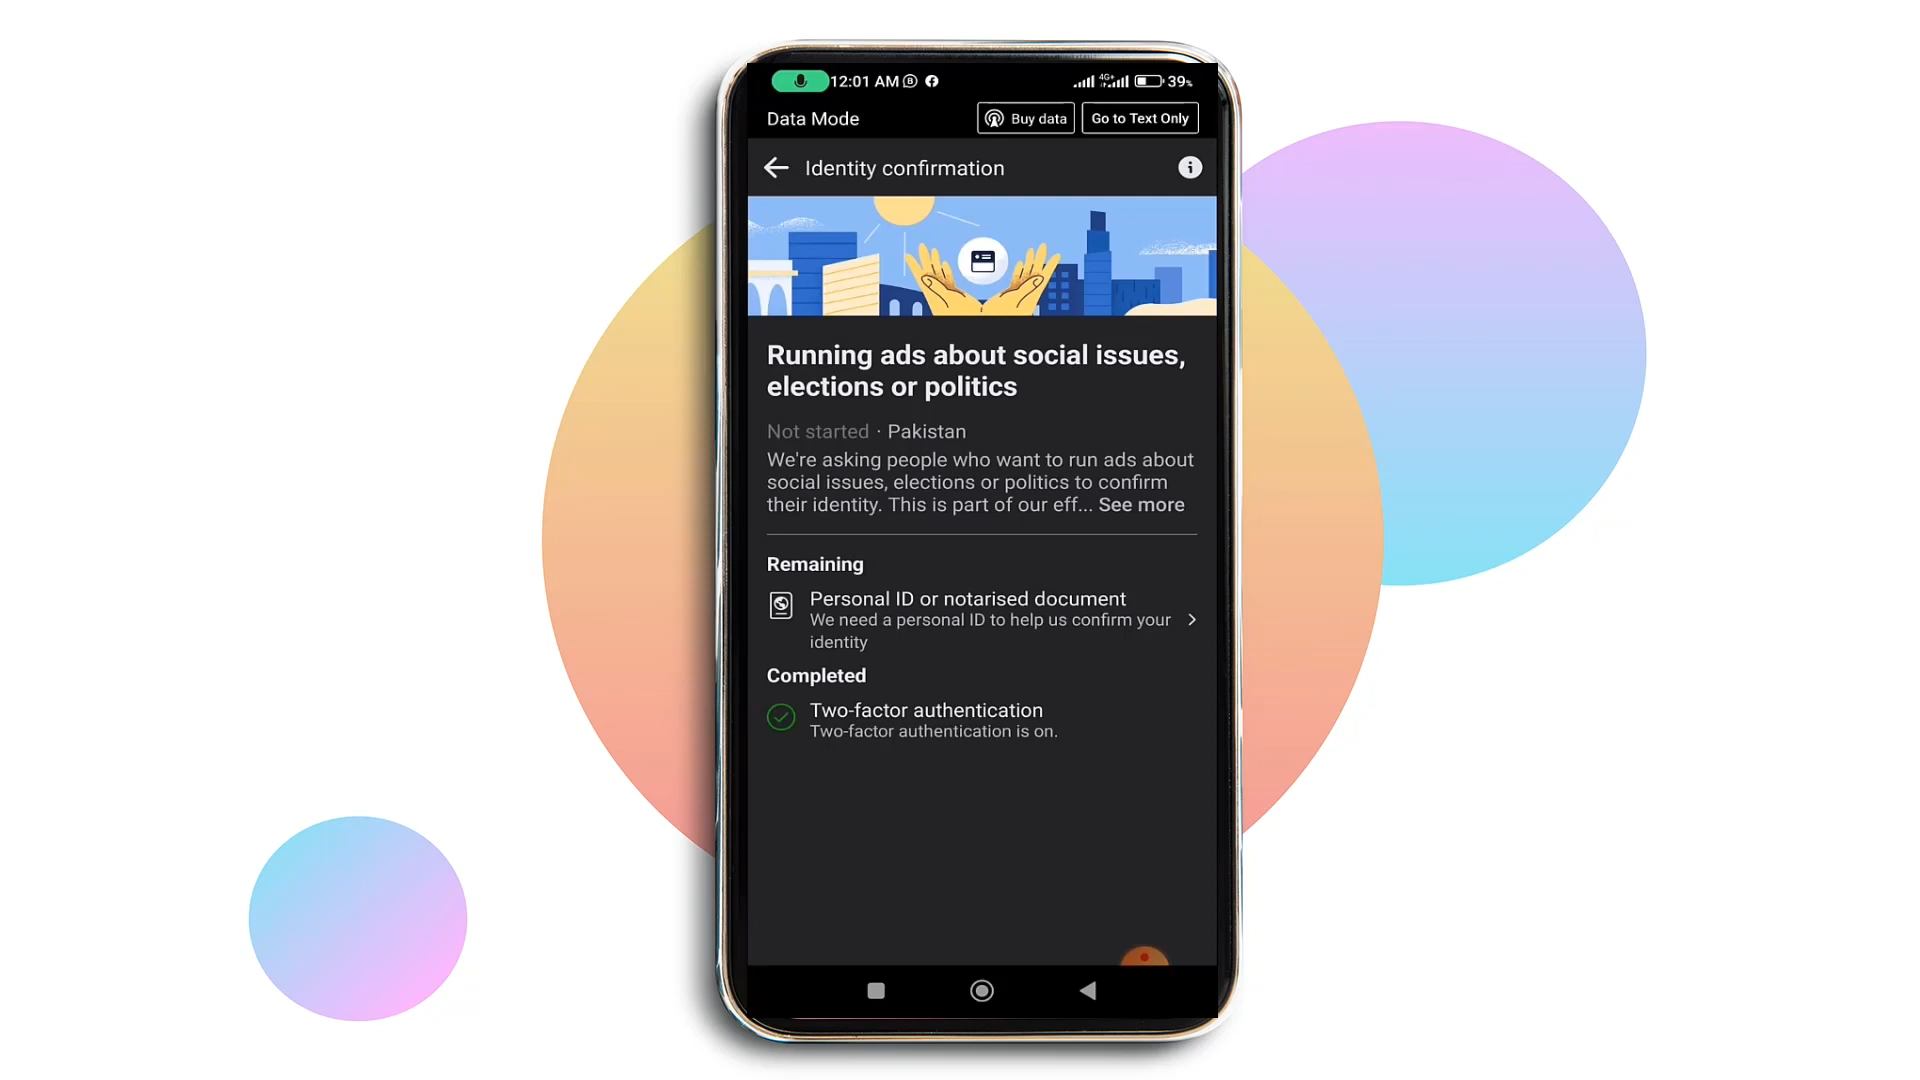 12:01 AM 4G+ 39%
Data Mode Buy data Go to Text Only
Identity confirmation
Running ads about social issues,
elections or politics
Not started · Pakistan
We're asking people who want to run ads about
social issues, elections or politics to confirm
their identity. This is part of our eff... See more
Remaining
Personal ID or notarised document
We need a personal ID to help us confirm your
identity
Completed
Two-factor authentication
Two-factor authentication is on.